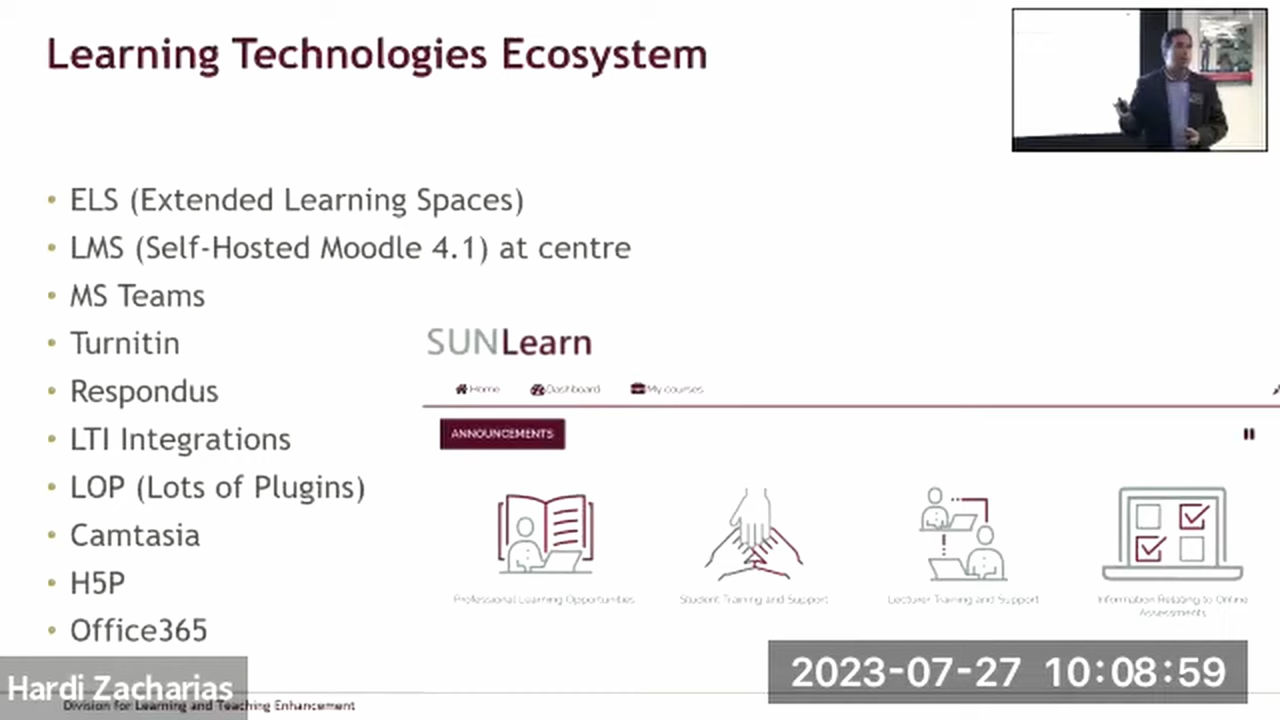 Learning Technologies Ecosystem
• ELS (Extended Learning Spaces)
• LMS (Self-Hosted Moodle 4.1) at centre
• MS Teams
• Turnitin
• Respondus
• LTI Integrations
• LOP (Lots of Plugins)
• Camtasia
• H5P
• Office365
SUNLearn
Home Dashboard My courses
ANNOUNCEMENTS
Professional Learning Opportunities
Student Training and Support
Lecturer Training and Support
Information Relating to Online
Assessments
Hardi Zacharias
Division for Learning and Teaching Enhancement
2023-07-27 10:08:59